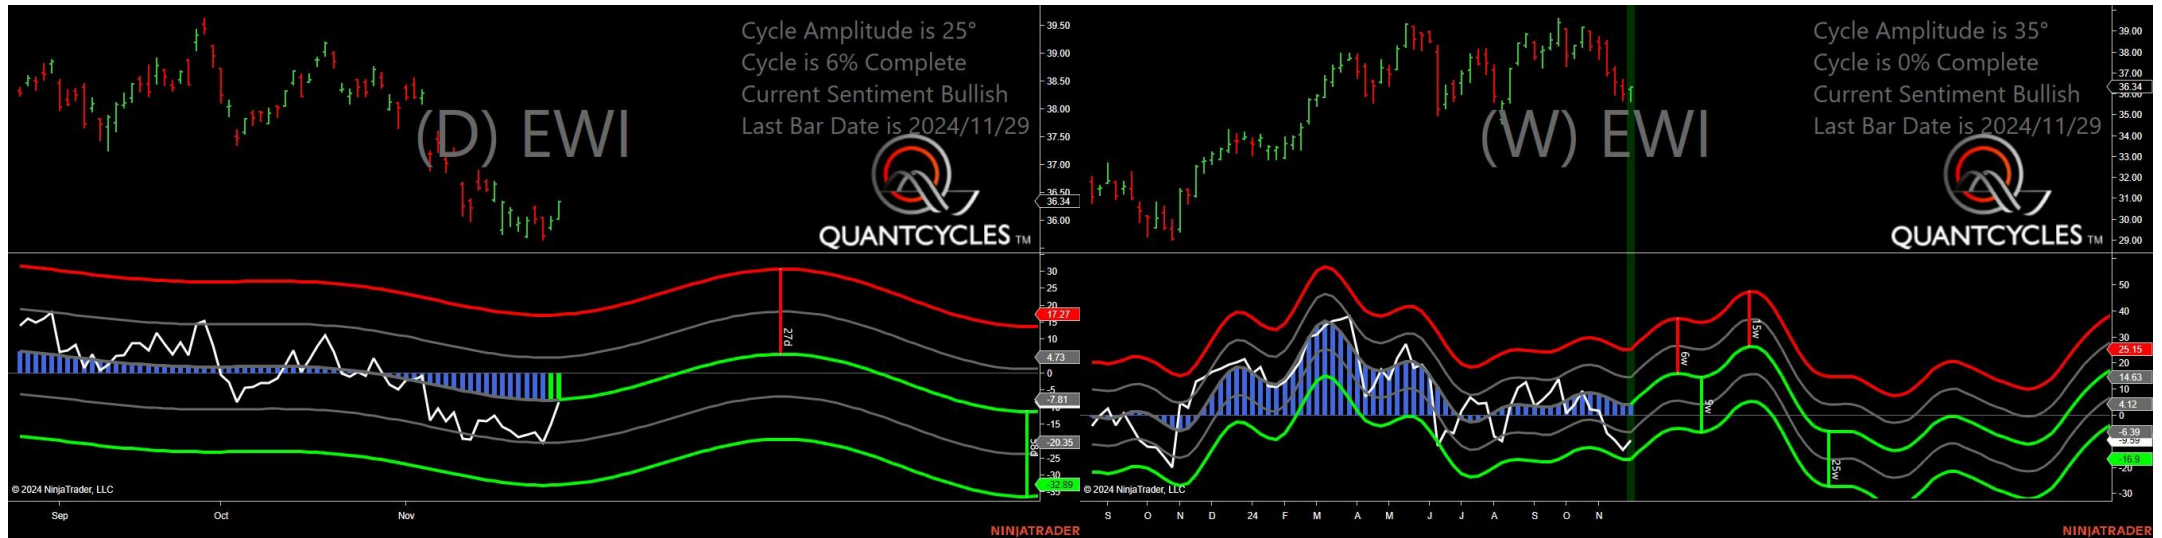 Cycle Amplitude is 25°
Cycle is 6% Complete
Current Sentiment Bullish
Last Bar Date is 2024/11/29
(D) EWI
QUANTCYCLES TM
39.50
39.00
38.50
38.00
37.50
37.00
36.50
36.34
36.00
30
25
20
17.27
15
10
4.73
0
-5
-7.81
-15
-20.35
-25
-30
-32.89
-35
27d
© 2024 NinjaTrader, LLC
Sep
Oct
Nov
NINJATRADER
Cycle Amplitude is 35°
Cycle is 0% Complete
Current Sentiment Bullish
Last Bar Date is 2024/11/29
(W) EWI
QUANTCYCLES TM
39.00
38.00
37.00
36.34
36.00
35.00
34.00
33.00
32.00
31.00
30.00
29.00
50
40
30
25.15
20
14.63
10
4.12
0
-6.39
-9.59
-16.9
-20
-30
6w
9w
15w
25w
© 2024 NinjaTrader, LLC
S
O
N
D
24
F
M
A
M
J
J
A
S
O
N
NINJATRADER